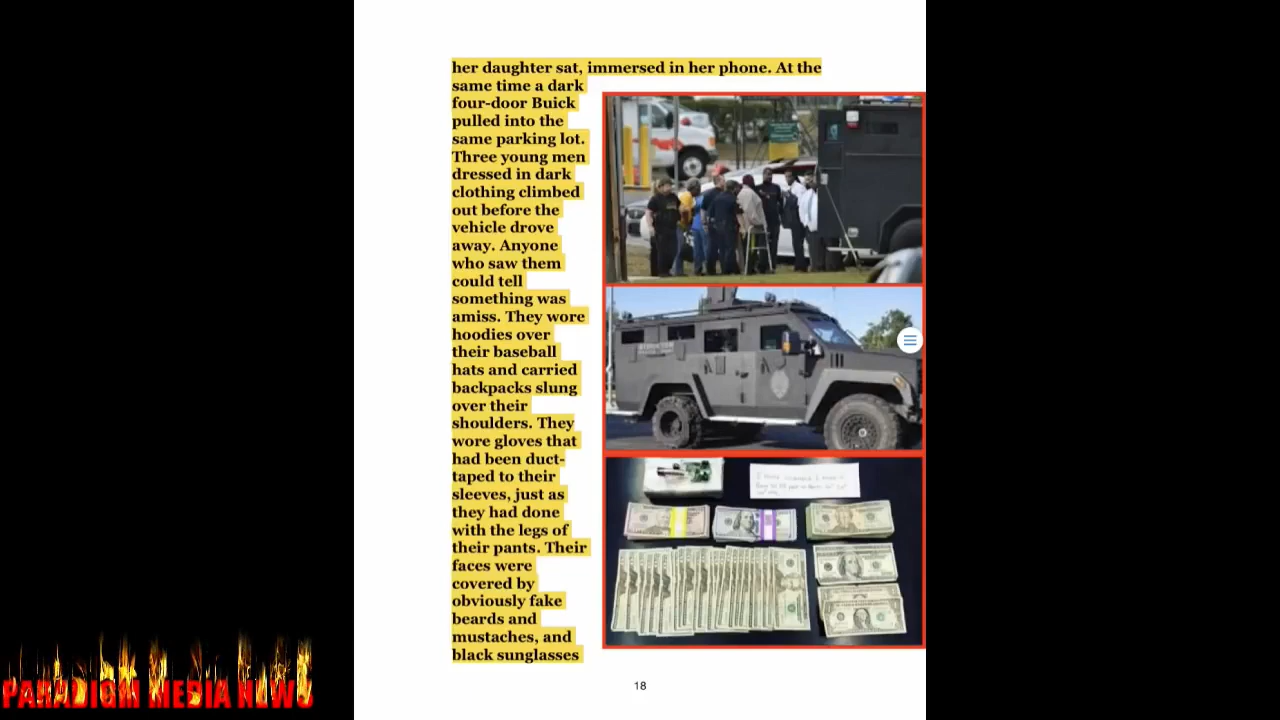 her daughter sat, immersed in her phone. At the
same time a dark
four-door Buick
pulled into the
same parking lot.
Three young men
dressed in dark
clothing climbed
out before the
vehicle drove
away. Anyone
who saw them
could tell
something was
amiss. They wore
hoodies over
their baseball
hats and carried
backpacks slung
over their
shoulders. They
wore gloves that
had been duct-
taped to their
sleeves, just as
they had done
with the legs of
their pants. Their
faces were
covered by
obviously fake
beards and
mustaches, and
black sunglasses
18
PARADIGM MEDIA NEWS